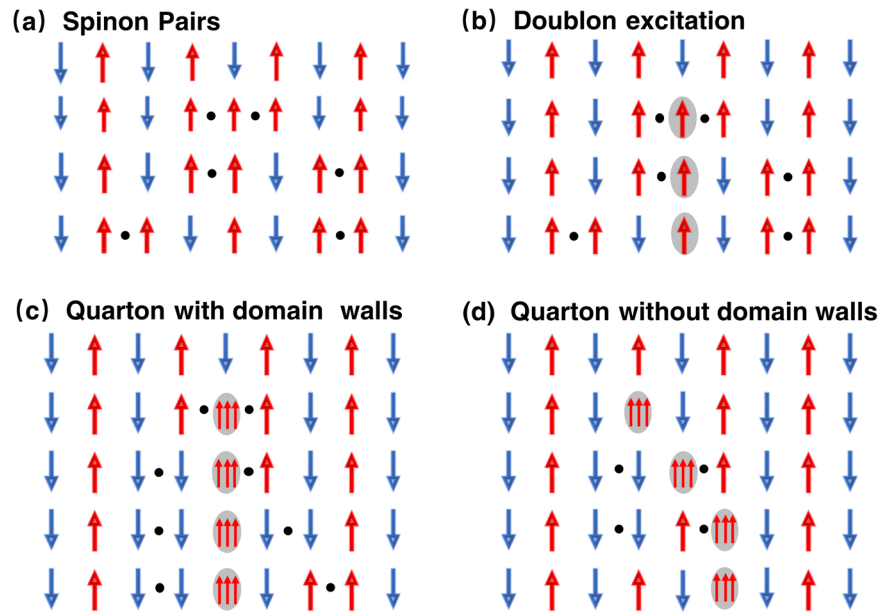 (a) Spinon Pairs
(b) Doublon excitation
(c) Quarton with domain walls
(d) Quarton without domain walls